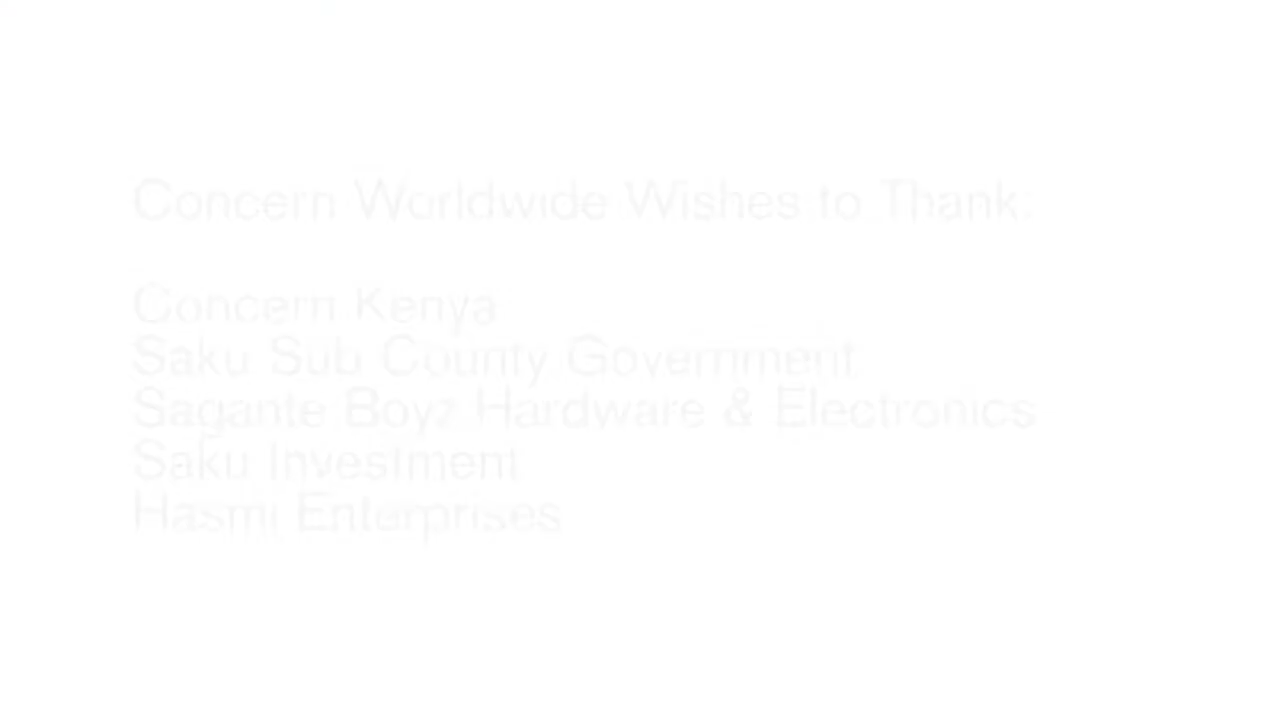 Concern Worldwide Wishes to Thank:
Concern Kenya
Saku Sub County Government
Sagante Boyz Hardware & Electronics
Saku Investment
Hasmi Enterprises